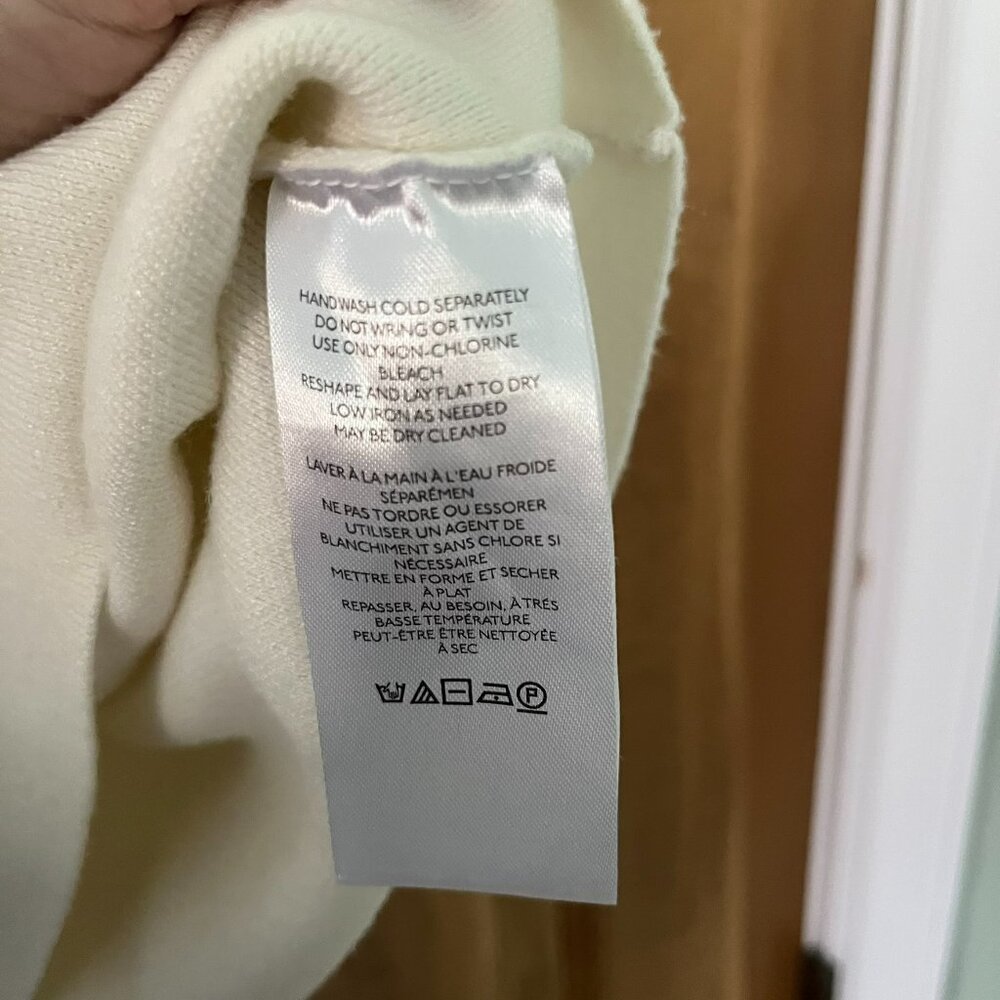 HAND WASH COLD SEPARATELY
DO NOT WRING OR TWIST
USE ONLY NON-CHLORINE
BLEACH
RESHAPE AND LAY FLAT TO DRY
LOW IRON AS NEEDED
MAY BE DRY CLEANED
LAVER À LA MAIN À L'EAU FROIDE
SÉPARÉMEN
NE PAS TORDRE OU ESSORER
UTILISER UN AGENT DE
BLANCHIMENT SANS CHLORE SI
NÉCESSAIRE
METTRE EN FORME ET SECHER
À PLAT
REPASSER, AU BESOIN, À TRÉS
BASSE TEMPÉRATURE
PEUT-ÊTRE ÊTRE NETTOYÉE
À SEC
P